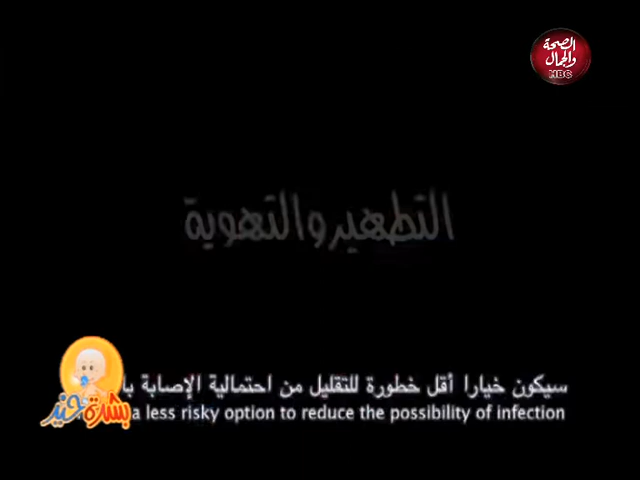 الصحة
والجمال
HBC
التطهير والتهوية
سيكون خيارا أقل خطورة للتقليل من احتمالية الإصابة با
a less risky option to reduce the possibility of infection
بشرة خير